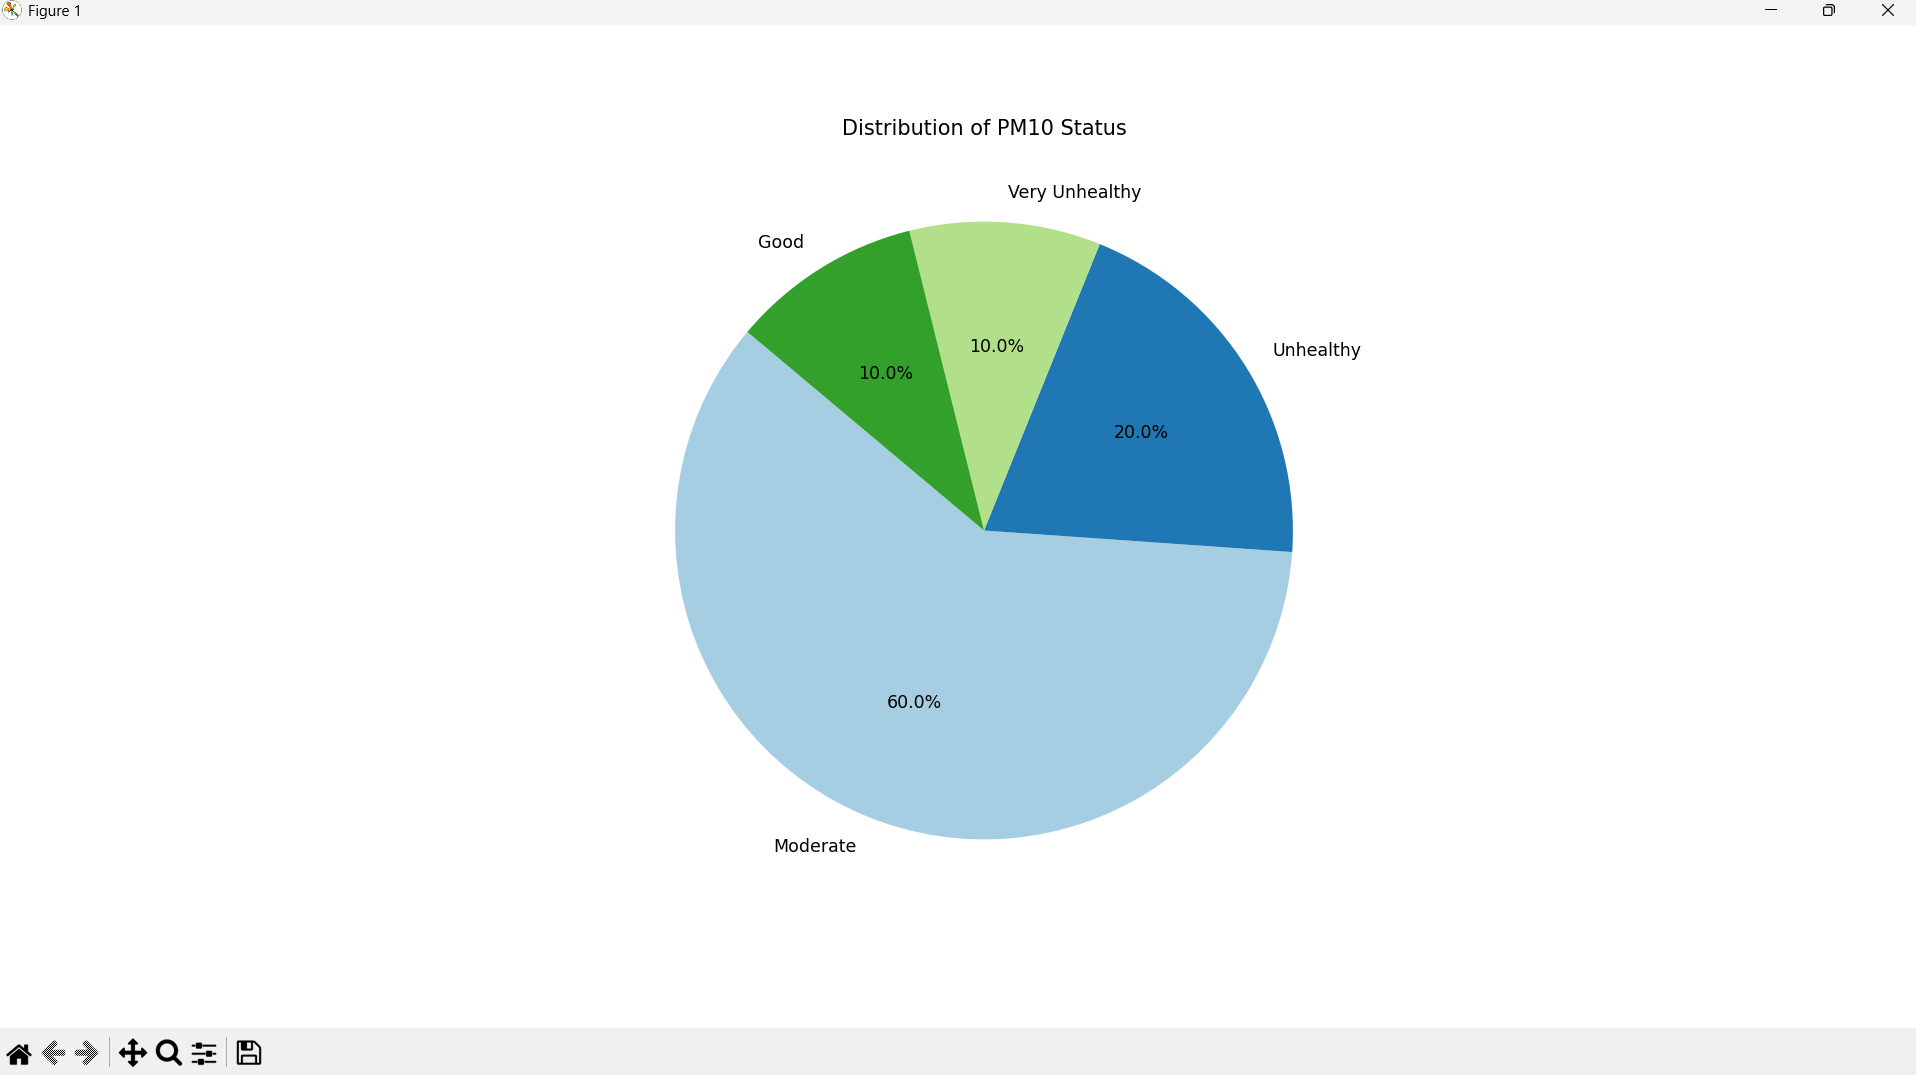 Figure 1
Distribution of PM10 Status
Very Unhealthy
Good
Unhealthy
10.0%
10.0%
20.0%
60.0%
Moderate